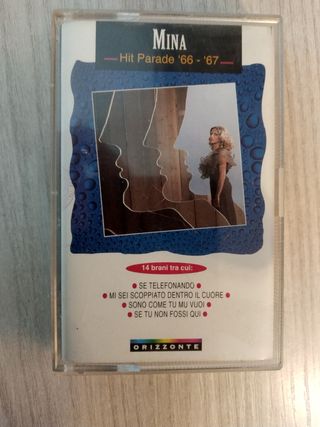 MINA
Hit Parade '66 - '67
14 brani tra cui:
• SE TELEFONANDO •
• MI SEI SCOPPIATO DENTRO IL CUORE •
• SONO COME TU MU VUOI •
• SE TU NON FOSSI QUI •
ORIZZONTE